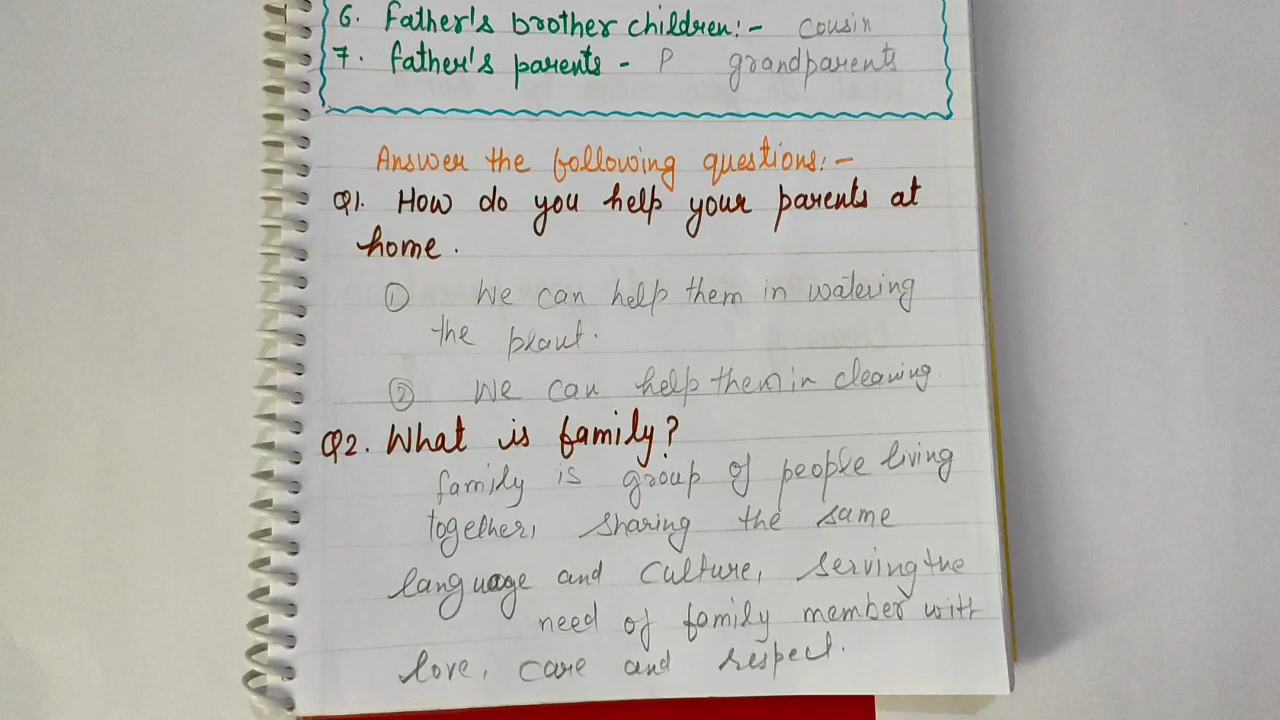 6. Father's brother children:- cousin
7. father's parents - P grandparents
Answer the following questions:-
Q1. How do you help your parents at
home.
① We can help them in watering
the plant.
② We can help them in cleaning.
Q2. What is family?
family is group of people living
together, sharing the same
language and culture, serving the
need of family member with
love, care and respect.